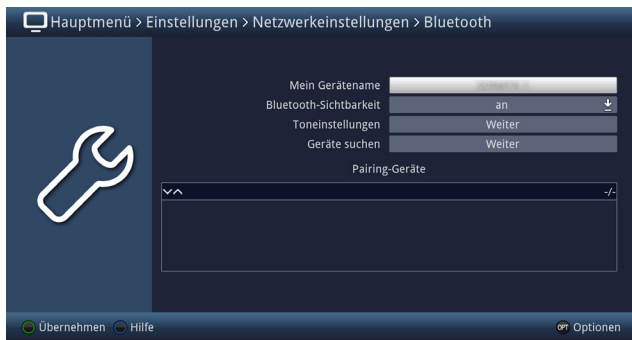 Hauptmenü > Einstellungen > Netzwerkeinstellungen > Bluetooth
Mein Gerätename
Bluetooth-Sichtbarkeit an
Toneinstellungen Weiter
Geräte suchen Weiter
Pairing-Geräte
-/-
Übernehmen Hilfe OPT Optionen